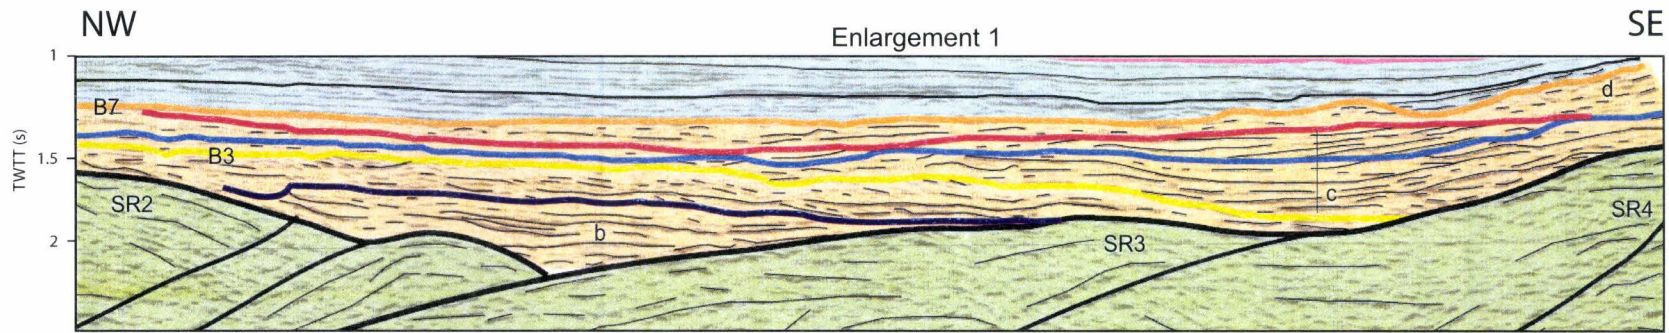 NW
SE
Enlargement 1
1
d
B7
TWTT (s)
1.5
B3
c
SR2
SR4
b
2
SR3